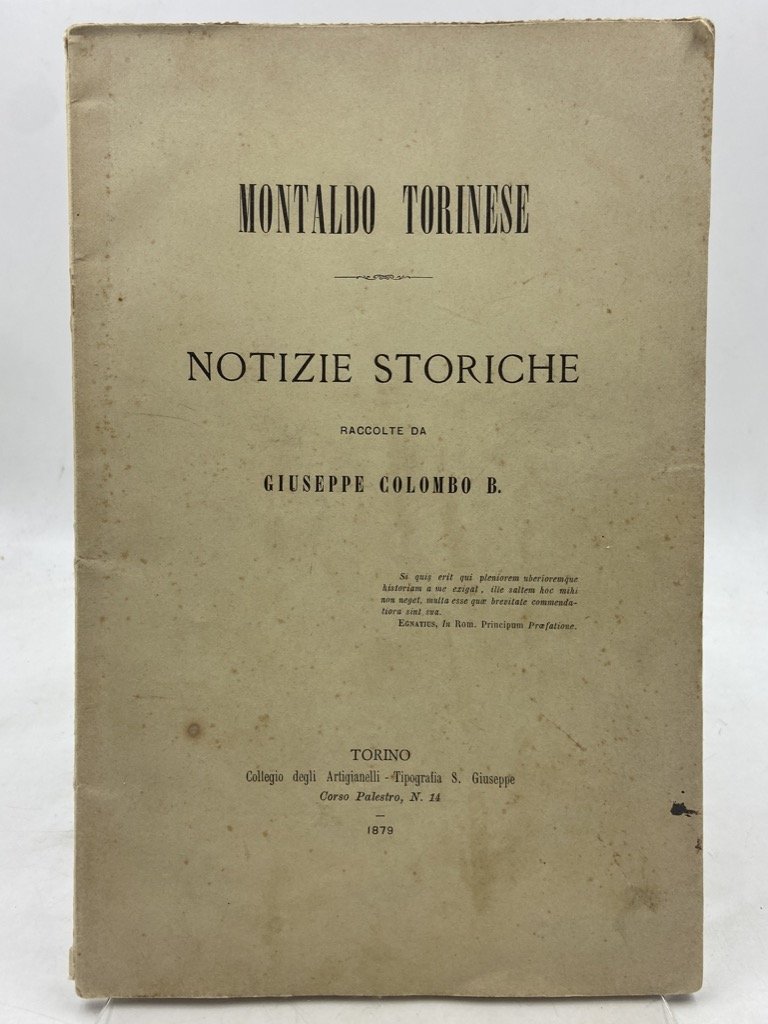 MONTALDO TORINESE
NOTIZIE STORICHE
RACCOLTE DA
GIUSEPPE COLOMBO B.
Si quis erit qui pleniorem uberioremque
historiam a me exigat, ille saltem hoc mihi
non neget, multa esse quæ brevitate commenda-
tiora sint sua.
EGNATIUS, In Rom. Principum Præfatione.
TORINO
Collegio degli Artigianelli - Tipografia S. Giuseppe
Corso Palestro, N. 14
1879